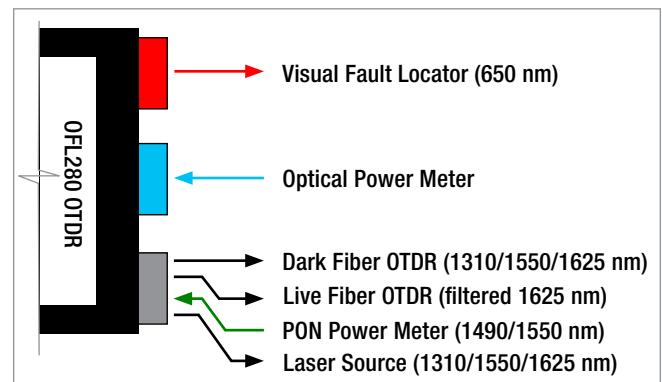 OFL280 OTDR
Visual Fault Locator (650 nm)
Optical Power Meter
Dark Fiber OTDR (1310/1550/1625 nm)
Live Fiber OTDR (filtered 1625 nm)
PON Power Meter (1490/1550 nm)
Laser Source (1310/1550/1625 nm)